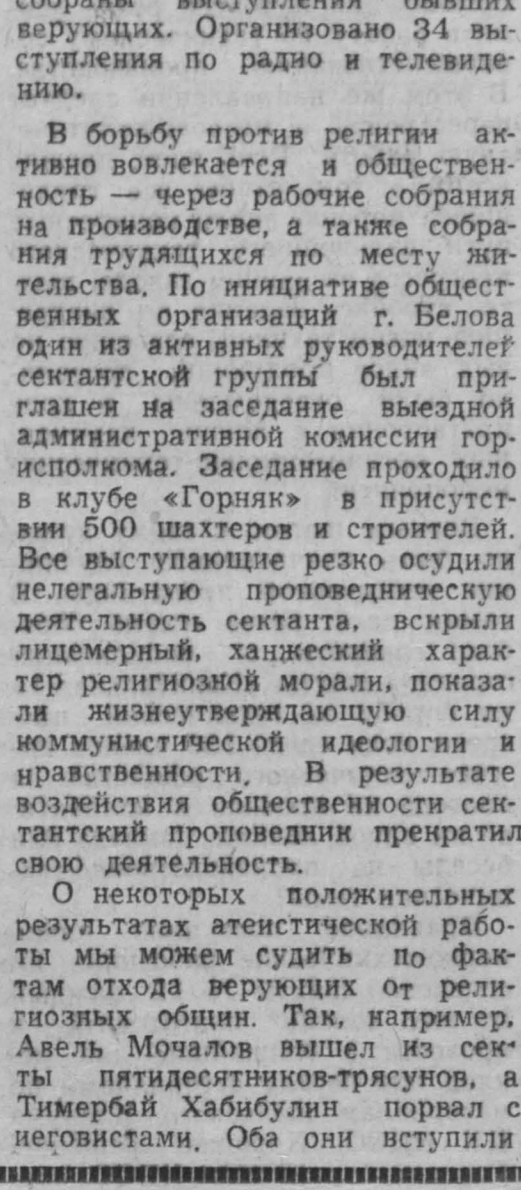 собраны выступления бывших
верующих. Организовано 34 вы-
ступления по радио и телевиде-
нию.
В борьбу против религии ак-
тивно вовлекается и обществен-
ность — через рабочие собрания
на производстве, а также собра-
ния трудящихся по месту жи-
тельства. По инициативе общест-
венных организаций г. Белова
один из активных руководителей
сектантской группы был при-
глашен на заседание выездной
административной комиссии гор-
исполкома. Заседание проходило
в клубе «Горняк» в присутст-
вии 500 шахтеров и строителей.
Все выступающие резко осудили
нелегальную проповедническую
деятельность сектанта, вскрыли
лицемерный, ханжеский харак-
тер религиозной морали, показа-
ли жизнеутверждающую силу
коммунистической идеологии и
нравственности. В результате
воздействия общественности сек-
тантский проповедник прекратил
свою деятельность.
О некоторых положительных
результатах атеистической рабо-
ты мы можем судить по фак-
там отхода верующих от рели-
гиозных общин. Так, например,
Авель Мочалов вышел из сек-
ты пятидесятников-трясунов, а
Тимербай Хабибулин порвал с
иеговистами. Оба они вступили